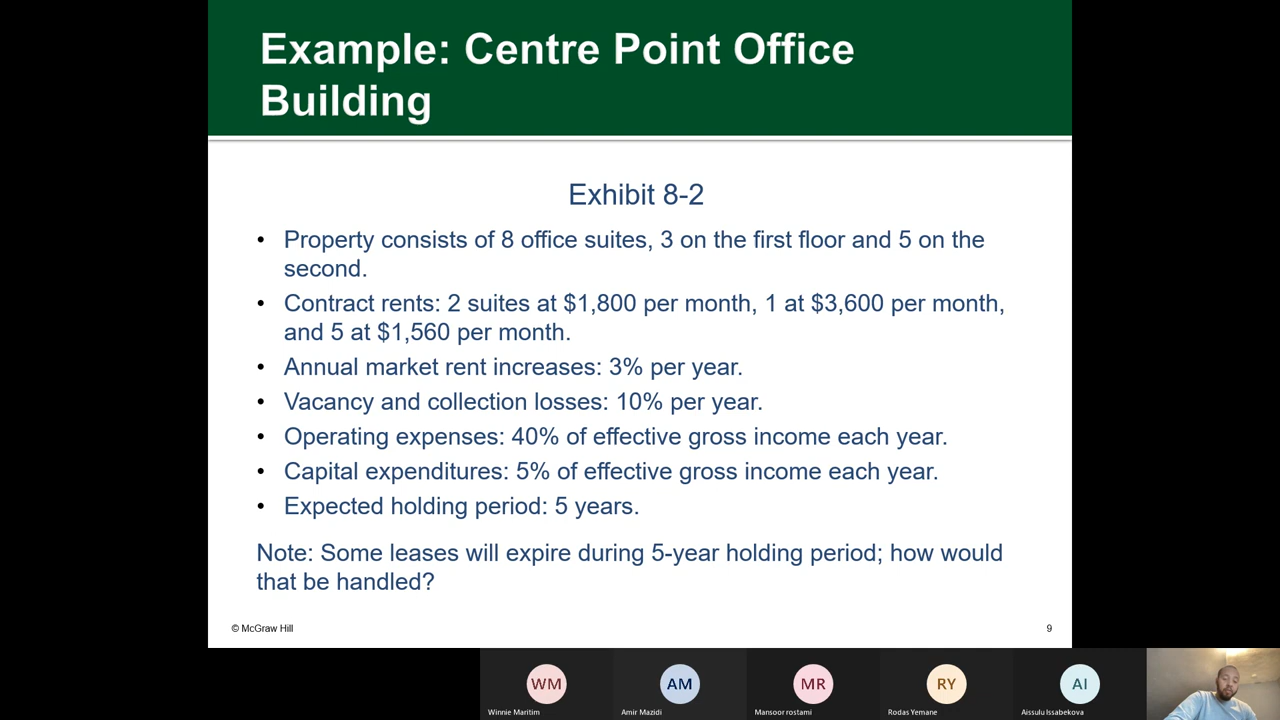 Example: Centre Point Office
Building
Exhibit 8-2
• Property consists of 8 office suites, 3 on the first floor and 5 on the
second.
• Contract rents: 2 suites at $1,800 per month, 1 at $3,600 per month,
and 5 at $1,560 per month.
• Annual market rent increases: 3% per year.
• Vacancy and collection losses: 10% per year.
• Operating expenses: 40% of effective gross income each year.
• Capital expenditures: 5% of effective gross income each year.
• Expected holding period: 5 years.
Note: Some leases will expire during 5-year holding period; how would
that be handled?
© McGraw Hill
9
WM
AM
MR
RY
AI
Winnie Maritim
Amir Mazidi
Mansoor rostami
Rodas Yemane
Aissulu Issabekova